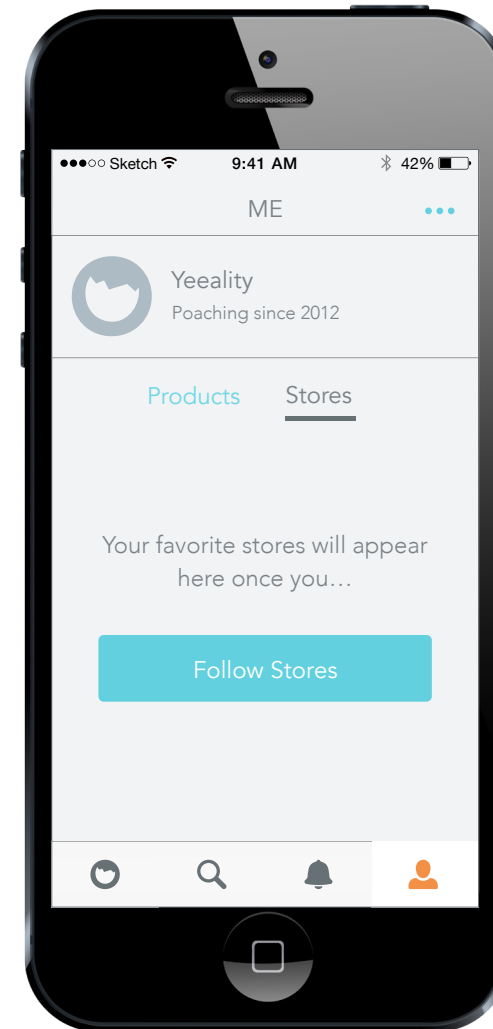 Sketch 9:41 AM 42%
ME
Yeeality
Poaching since 2012
Products Stores
Your favorite stores will appear
here once you…
Follow Stores